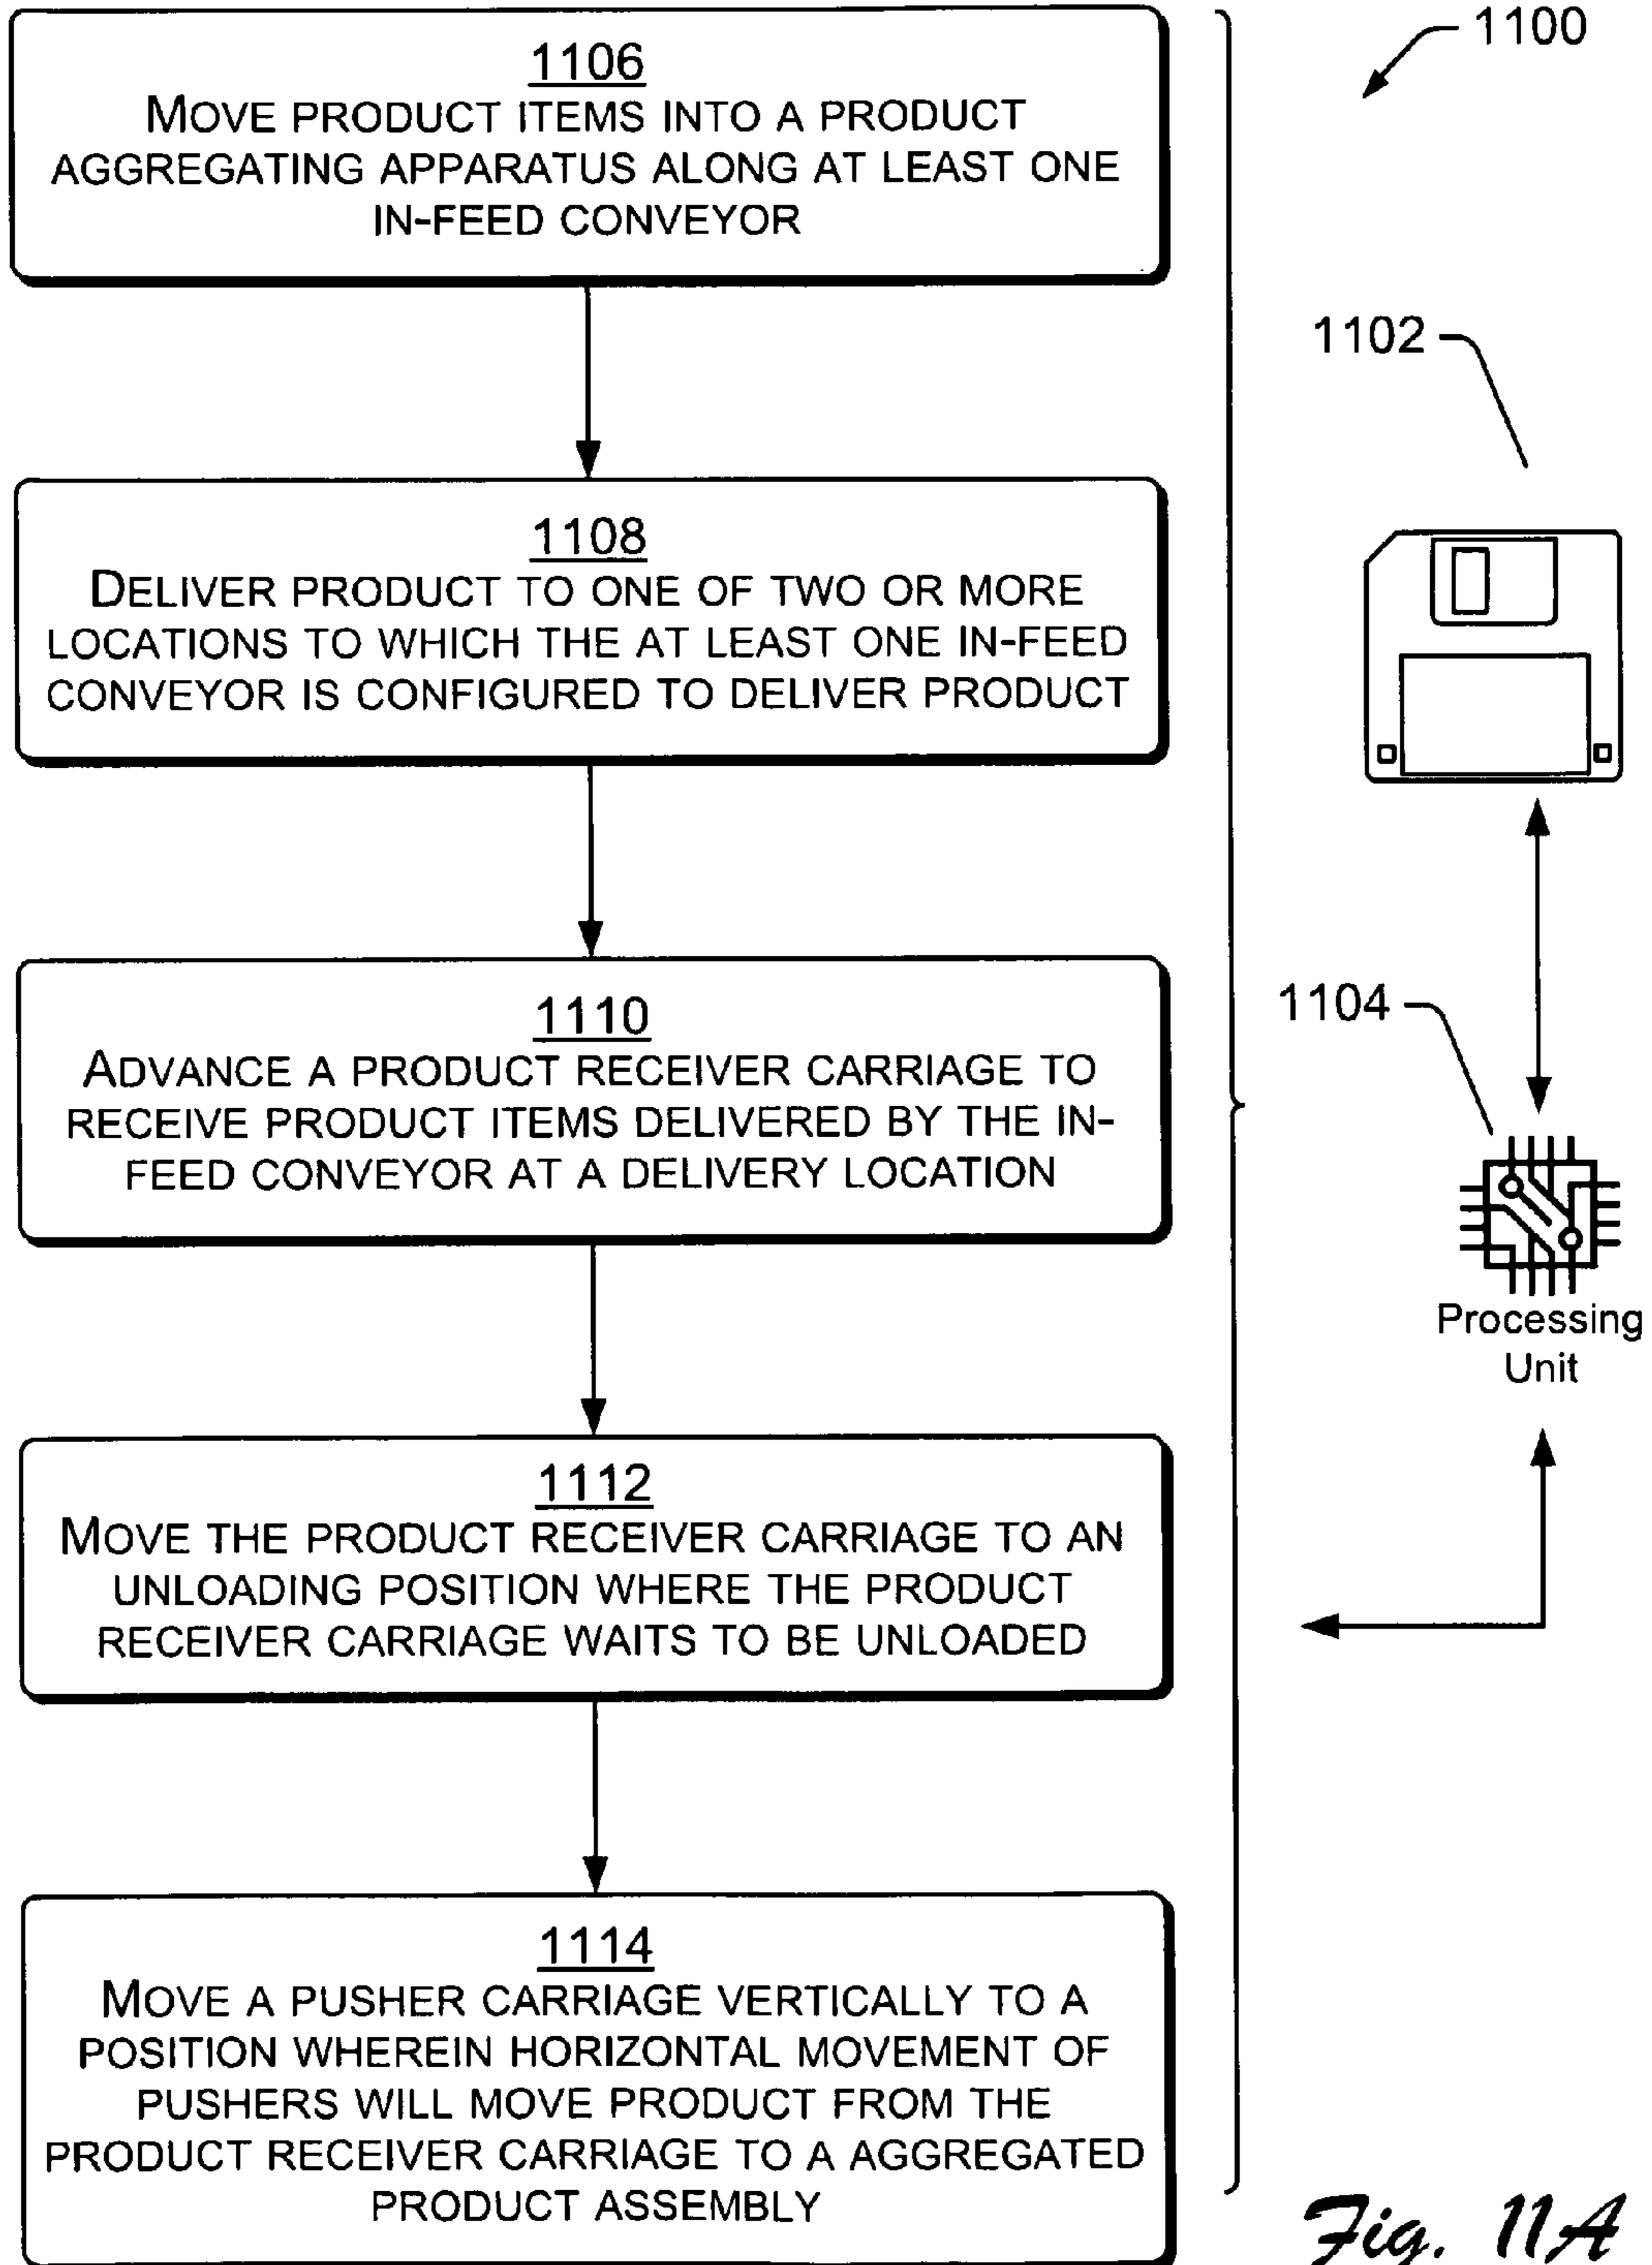 1100
1106
MOVE PRODUCT ITEMS INTO A PRODUCT
AGGREGATING APPARATUS ALONG AT LEAST ONE
IN-FEED CONVEYOR
1102
1108
DELIVER PRODUCT TO ONE OF TWO OR MORE
LOCATIONS TO WHICH THE AT LEAST ONE IN-FEED
CONVEYOR IS CONFIGURED TO DELIVER PRODUCT
1110
ADVANCE A PRODUCT RECEIVER CARRIAGE TO
RECEIVE PRODUCT ITEMS DELIVERED BY THE IN-
FEED CONVEYOR AT A DELIVERY LOCATION
1104
Processing
Unit
1112
MOVE THE PRODUCT RECEIVER CARRIAGE TO AN
UNLOADING POSITION WHERE THE PRODUCT
RECEIVER CARRIAGE WAITS TO BE UNLOADED
1114
MOVE A PUSHER CARRIAGE VERTICALLY TO A
POSITION WHEREIN HORIZONTAL MOVEMENT OF
PUSHERS WILL MOVE PRODUCT FROM THE
PRODUCT RECEIVER CARRIAGE TO A AGGREGATED
PRODUCT ASSEMBLY
Fig. 11A